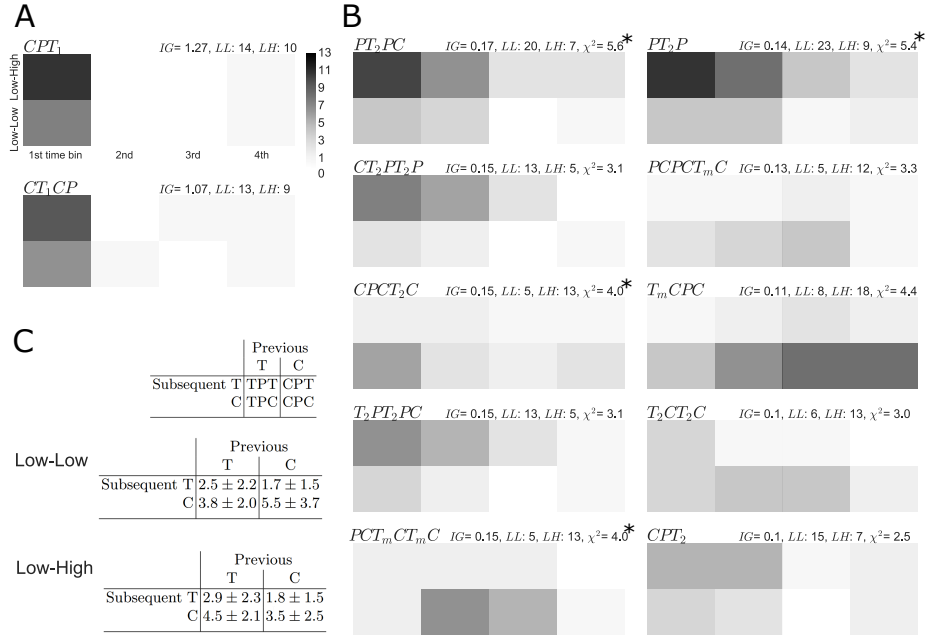 A
CPT₁ IG= 1.27, LL: 14, LH: 10
Low-High
Low-Low
1st time bin 2nd 3rd 4th
13
11
9
7
5
3
1
0
CT₁CP IG= 1.07, LL: 13, LH: 9
B
PT₂PC IG= 0.17, LL: 20, LH: 7, χ²= 5.6*
PT₂P IG= 0.14, LL: 23, LH: 9, χ²= 5.4*
CT₂PT₂P IG= 0.15, LL: 13, LH: 5, χ²= 3.1
PCPCTₘC IG= 0.13, LL: 5, LH: 12, χ²= 3.3
CPCT₂C IG= 0.15, LL: 5, LH: 13, χ²= 4.0*
TₘCPC IG= 0.11, LL: 8, LH: 18, χ²= 4.4
T₂PT₂PC IG= 0.15, LL: 13, LH: 5, χ²= 3.1
T₂CT₂C IG= 0.1, LL: 6, LH: 13, χ²= 3.0
PCTₘCTₘC IG= 0.15, LL: 5, LH: 13, χ²= 4.0*
CPT₂ IG= 0.1, LL: 15, LH: 7, χ²= 2.5
C
Previous
T C
Subsequent T TPT CPT
C TPC CPC
Low-Low
Previous
T C
Subsequent T 2.5 ± 2.2 1.7 ± 1.5
C 3.8 ± 2.0 5.5 ± 3.7
Low-High
Previous
T C
Subsequent T 2.9 ± 2.3 1.8 ± 1.5
C 4.5 ± 2.1 3.5 ± 2.5